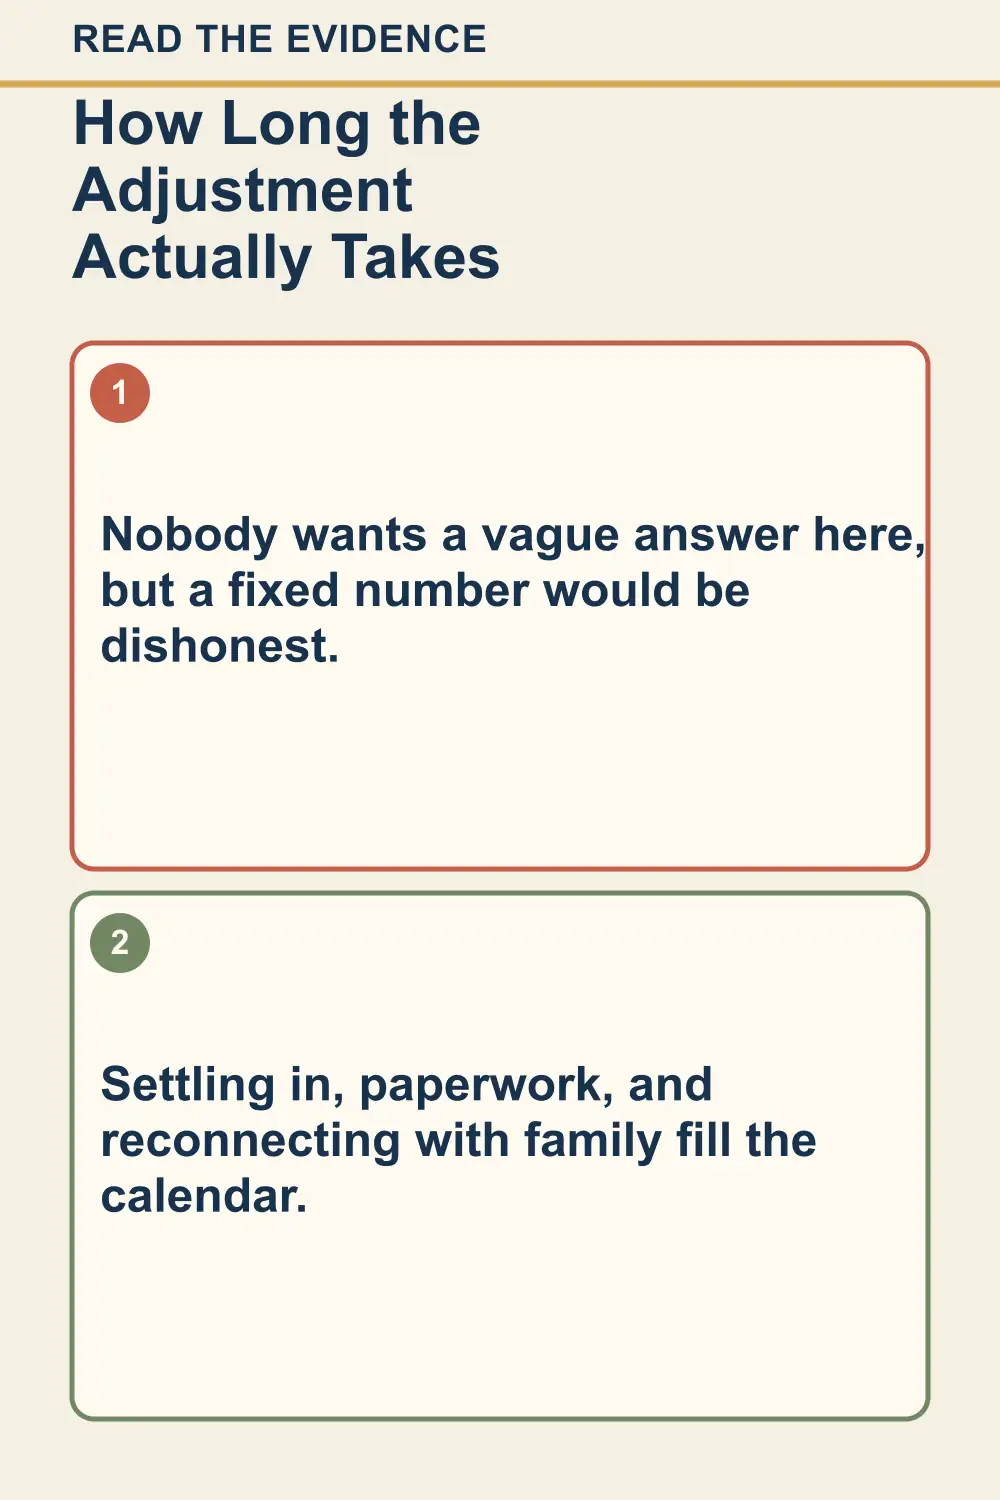 READ THE EVIDENCE
How Long the
Adjustment
Actually Takes
1
Nobody wants a vague answer here,
but a fixed number would be
dishonest.
2
Settling in, paperwork, and
reconnecting with family fill the
calendar.